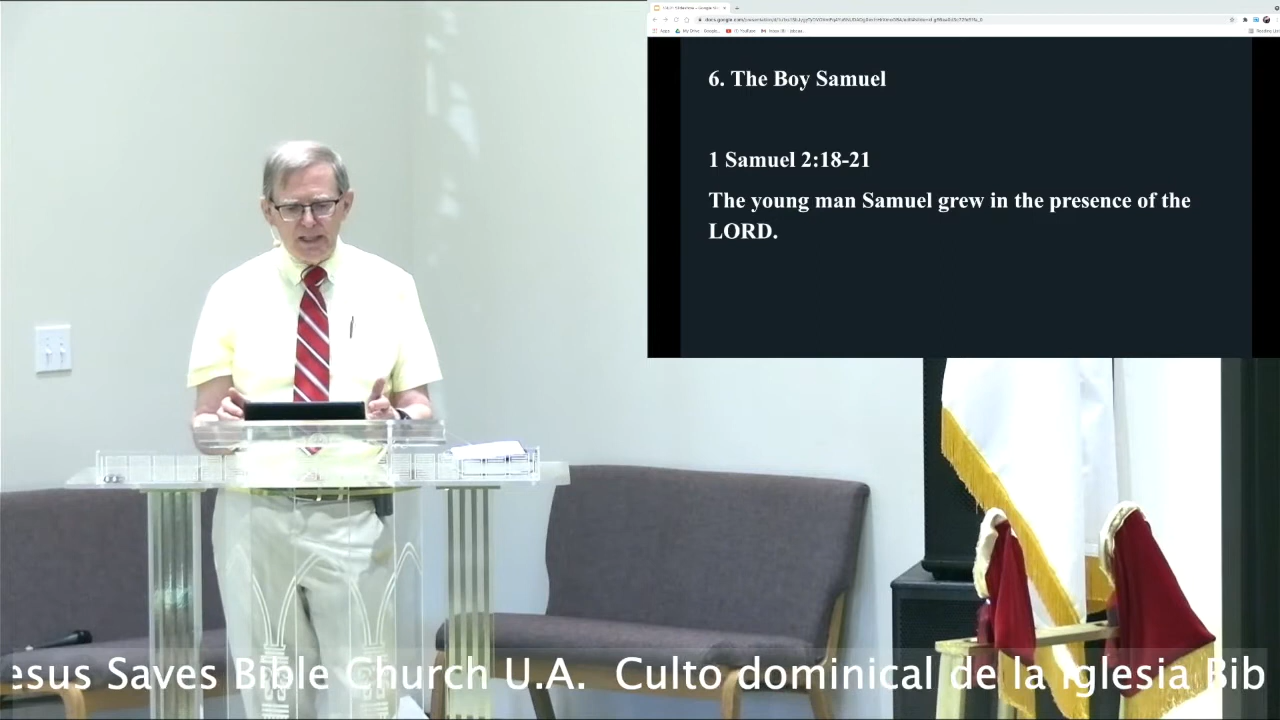 6. The Boy Samuel
1 Samuel 2:18-21
The young man Samuel grew in the presence of the
LORD.
esus Saves Bible Church U.A. Culto dominical de la Iglesia Bib